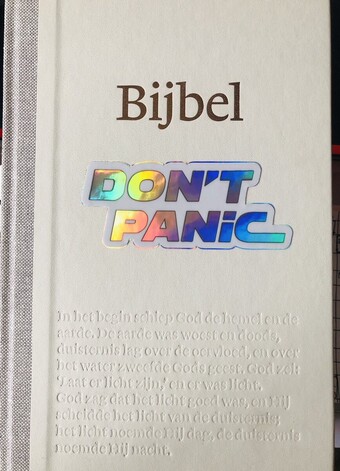 Bijbel
DON'T
PANIC
In het begin schiep God de hemel en de
aarde. De aarde was woest en doods,
duisternis lag over de oervloed, en over
het water zweefde Gods geest. God zei:
‘Laat er licht zijn,’ en er was licht.
God zag dat het licht goed was, en Hij
scheidde het licht van de duisternis;
het licht noemde Hij dag, de duisternis
noemde Hij nacht.